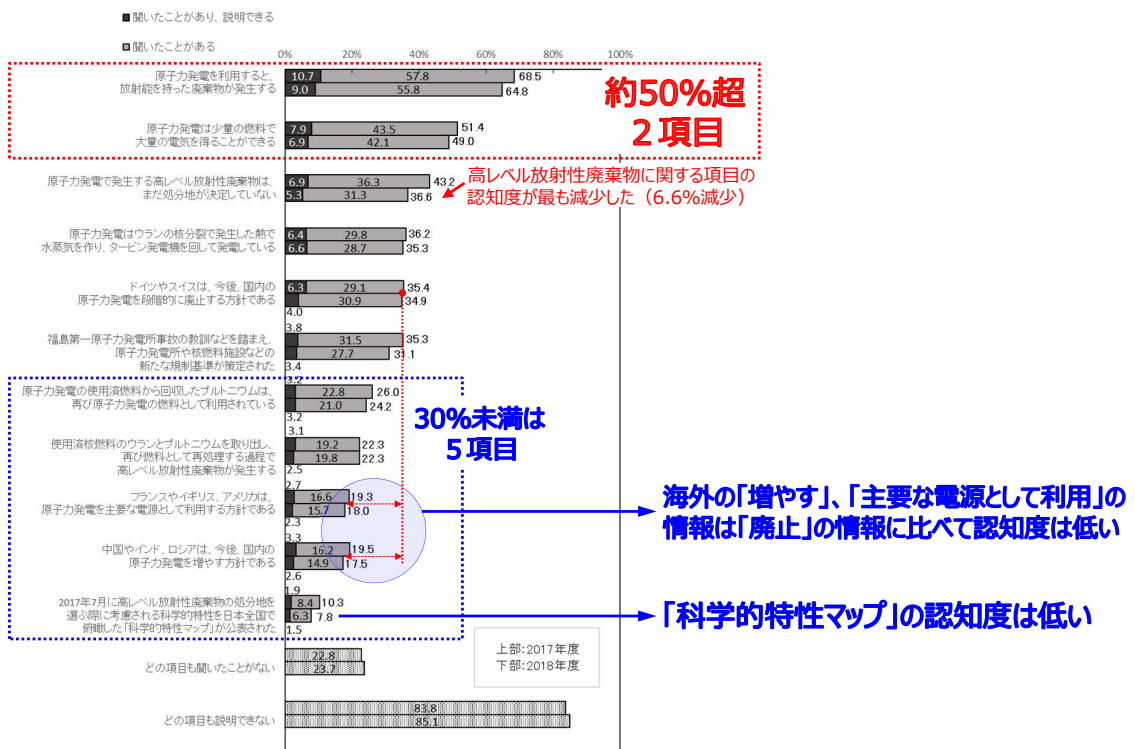 ■聞いたことがあり、説明できる
■聞いたことがある
0% 20% 40% 60% 80% 100%
原子力発電を利用すると、
放射能を持った廃棄物が発生する
10.7 57.8 68.5
9.0 55.8 64.8
約50%超
2項目
原子力発電は少量の燃料で
大量の電気を得ることができる
7.9 43.5 51.4
6.9 42.1 49.0
原子力発電で発生する高レベル放射性廃棄物は、
まだ処分地が決定していない
6.9 36.3 43.2
5.3 31.3 36.6
高レベル放射性廃棄物に関する項目の
認知度が最も減少した（6.6%減少）
原子力発電はウランの核分裂で発生した熱で
水蒸気を作り、タービン発電機を回して発電している
6.4 29.8 36.2
6.6 28.7 35.3
ドイツやスイスは、今後、国内の
原子力発電を段階的に廃止する方針である
6.3 29.1 35.4
30.9 34.9
4.0
3.8
福島第一原子力発電所事故の教訓などを踏まえ、
原子力発電所や核燃料施設などの
新たな規制基準が策定された
31.5 35.3
27.7 31.1
3.4
3.2
原子力発電の使用済燃料から回収したプルトニウムは、
再び原子力発電の燃料として利用されている
22.8 26.0
21.0 24.2
3.2
30%未満は
5項目
3.1
使用済核燃料のウランとプルトニウムを取り出し、
再び燃料として再処理する過程で
高レベル放射性廃棄物が発生する
19.2 22.3
19.8 22.3
2.5
2.7
フランスやイギリス、アメリカは、
原子力発電を主要な電源として利用する方針である
16.6 19.3
15.7 18.0
2.3
海外の「増やす」、「主要な電源として利用」の
情報は「廃止」の情報に比べて認知度は低い
3.3
中国やインド、ロシアは、今後、国内の
原子力発電を増やす方針である
16.2 19.5
14.9 17.5
2.6
1.9
2017年7月に高レベル放射性廃棄物の処分地を
選ぶ際に考慮される科学的特性を日本全国で
俯瞰した「科学的特性マップ」が公表された
8.4 10.3
6.3 7.8
1.5
「科学的特性マップ」の認知度は低い
どの項目も聞いたことがない
22.8
23.7
上部:2017年度
下部:2018年度
どの項目も説明できない
83.8
85.1